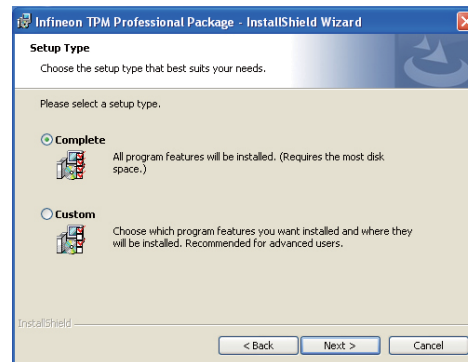 Infineon TPM Professional Package - InstallShield Wizard
Setup Type
Choose the setup type that best suits your needs.
Please select a setup type.
Complete
All program features will be installed. (Requires the most disk
space.)
Custom
Choose which program features you want installed and where they
will be installed. Recommended for advanced users.
InstallShield
< Back
Next >
Cancel